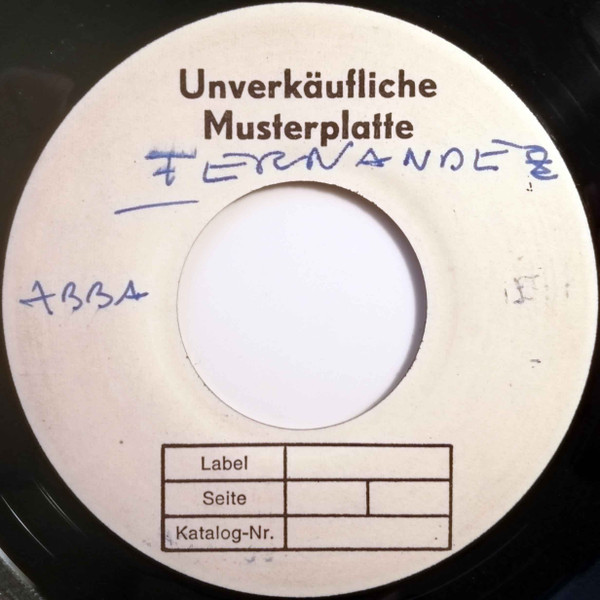 Unverkäufliche
Musterplatte
FERNANDEZ
ABBA
Label
Seite
Katalog-Nr.